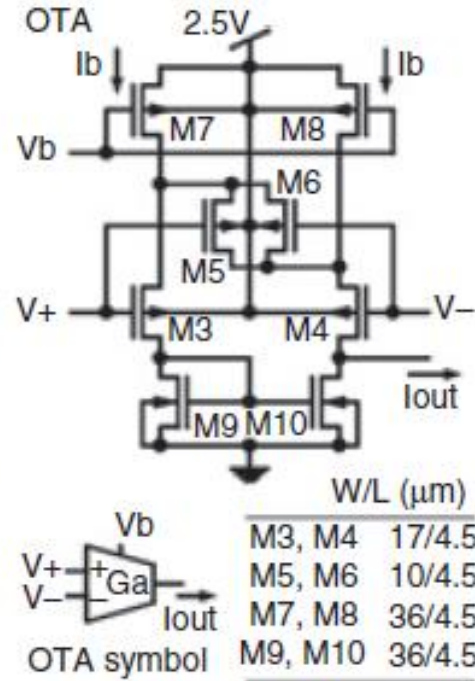 OTA 2.5V
Ib Ib
M7 M8
Vb
M6
M5
V+ V−
M3 M4
Iout
M9 M10
W/L (μm)
M3, M4 17/4.5
M5, M6 10/4.5
M7, M8 36/4.5
M9, M10 36/4.5
Vb
V+ + Ga
V− −
Iout
OTA symbol